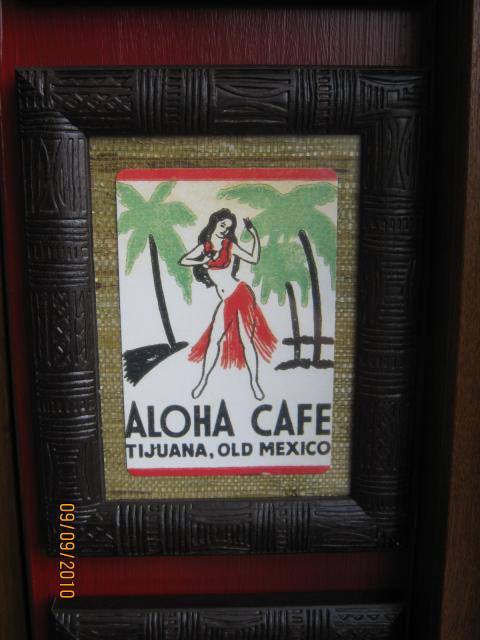 ALOHA CAFE
TIJUANA, OLD MEXICO
09/09/2010